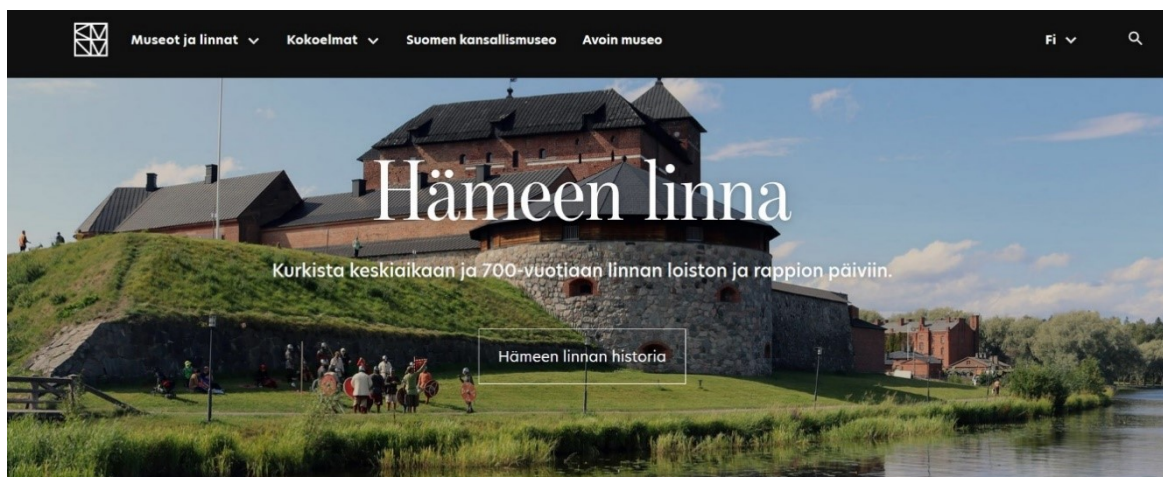 Museot ja linnat Kokoelmat Suomen kansallismuseo Avoin museo Fi
Hämeen linna
Kurkista keskiaikaan ja 700-vuotiaan linnan loiston ja rappion päiviin.
Hämeen linnan historia